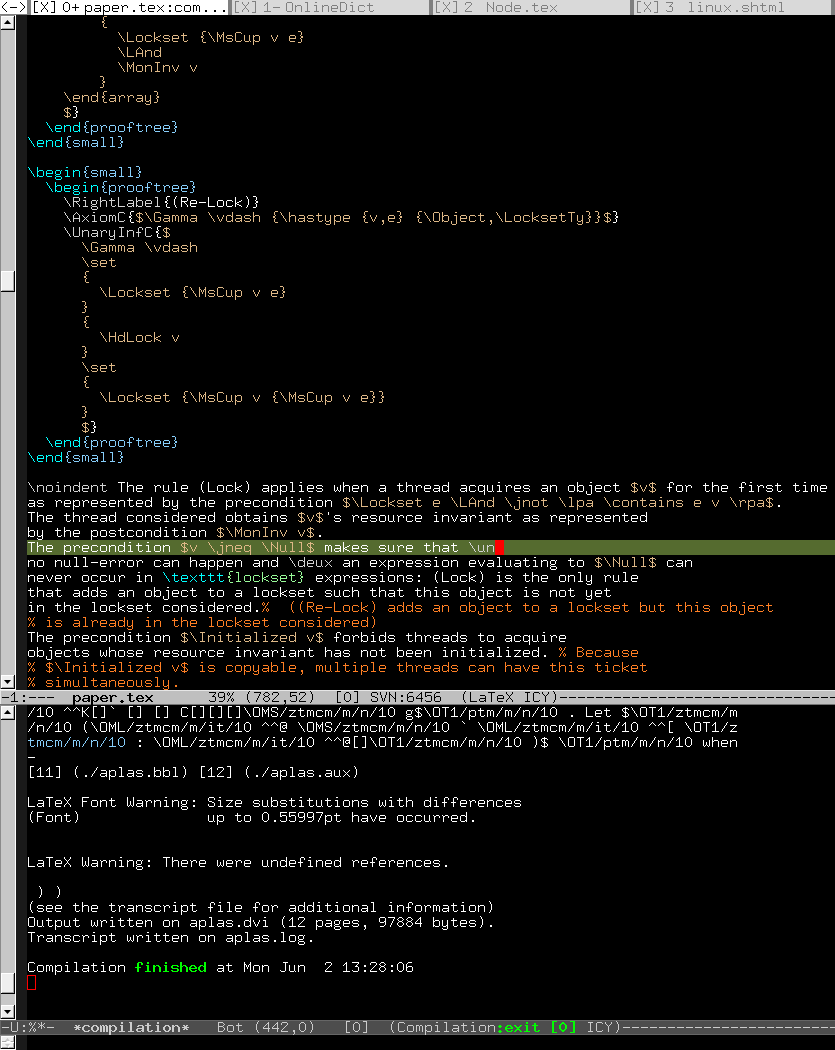 <-> [X] 0+ paper.tex:com... [X] 1- OnlineDict [X] 2 Node.tex [X] 3 linux.shtml
{
\Lockset {\MsCup v e}
\LAnd
\MonInv v
}
\end{array}
$}
\end{prooftree}
\end{small}
\begin{small}
\begin{prooftree}
\RightLabel{(Re-Lock)}
\AxiomC{$\Gamma \vdash {\hastype {v,e} {\Object,\LocksetTy}}$}
\UnaryInfC{$
\Gamma \vdash
\set
{
\Lockset {\MsCup v e}
}
{
\HdLock v
}
\set
{
\Lockset {\MsCup v {\MsCup v e}}
}
$}
\end{prooftree}
\end{small}
\noindent The rule (Lock) applies when a thread acquires an object $v$ for the first time
as represented by the precondition $\Lockset e \LAnd \jnot \lpa \contains e v \rpa$.
The thread considered obtains $v$'s resource invariant as represented
by the postcondition $\MonInv v$.
The precondition $v \jneq \Null$ makes sure that \un
no null-error can happen and \deux an expression evaluating to $\Null$ can
never occur in \texttt{lockset} expressions: (Lock) is the only rule
that adds an object to a lockset such that this object is not yet
in the lockset considered.%  ((Re-Lock) adds an object to a lockset but this object
% is already in the lockset considered)
The precondition $\Initialized v$ forbids threads to acquire
objects whose resource invariant has not been initialized. % Because
% $\Initialized v$ is copyable, multiple threads can have this ticket
% simultaneously.
-1:---  paper.tex      39% (782,52)  [0] SVN:6456  (LaTeX ICY)------------------------------
/10 ^^K[]` [] [] C[][][]\OMS/ztmcm/m/n/10 g$\OT1/ptm/m/n/10 . Let $\OT1/ztmcm/m
/n/10 (\OML/ztmcm/m/it/10 ^^@ \OMS/ztmcm/m/n/10 ` \OML/ztmcm/m/it/10 ^^[ \OT1/z
tmcm/m/n/10 : \OML/ztmcm/m/it/10 ^^@[]\OT1/ztmcm/m/n/10 )$ \OT1/ptm/m/n/10 when
-
[11] (./aplas.bbl) [12] (./aplas.aux)
LaTeX Font Warning: Size substitutions with differences
(Font)              up to 0.55997pt have occurred.
LaTeX Warning: There were undefined references.
) )
(see the transcript file for additional information)
Output written on aplas.dvi (12 pages, 97884 bytes).
Transcript written on aplas.log.
Compilation finished at Mon Jun  2 13:28:06
-U:%*-  *compilation*   Bot (442,0)   [0]  (Compilation:exit [0] ICY)-----------------------